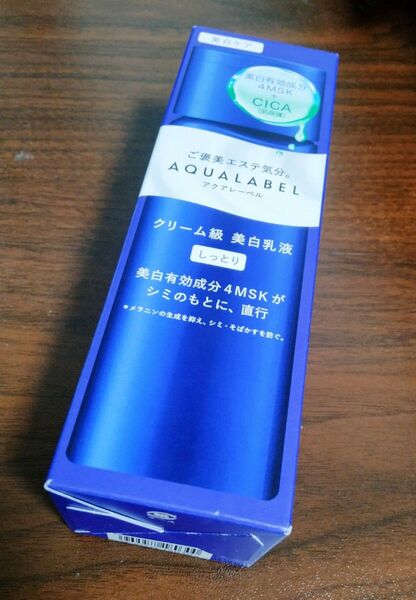 美白ケア
美白有効成分
4MSK
+
CICA
(肌保護)
ご褒美エステ気分。
AQUALABEL
アクアレーベル
クリーム級 美白乳液
しっとり
美白有効成分4MSKが
シミのもとに、直行
*メラニンの生成を抑え、シミ・そばかすを防ぐ。